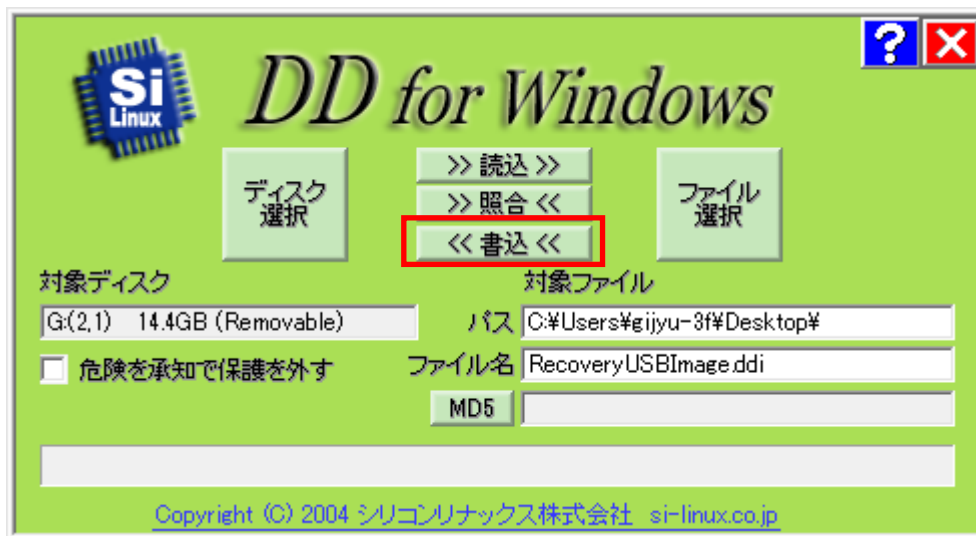 Si
Linux
DD for Windows
?
ディスク
選択
>> 読込 >>
>> 照合 <<
<< 書込 <<
ファイル
選択
対象ディスク
対象ファイル
G:(2,1) 14.4GB (Removable)
パス C:¥Users¥gijyu-3f¥Desktop¥
危険を承知で保護を外す
ファイル名 RecoveryUSBImage.ddi
MD5
Copyright (C) 2004 シリコンリナックス株式会社 si-linux.co.jp